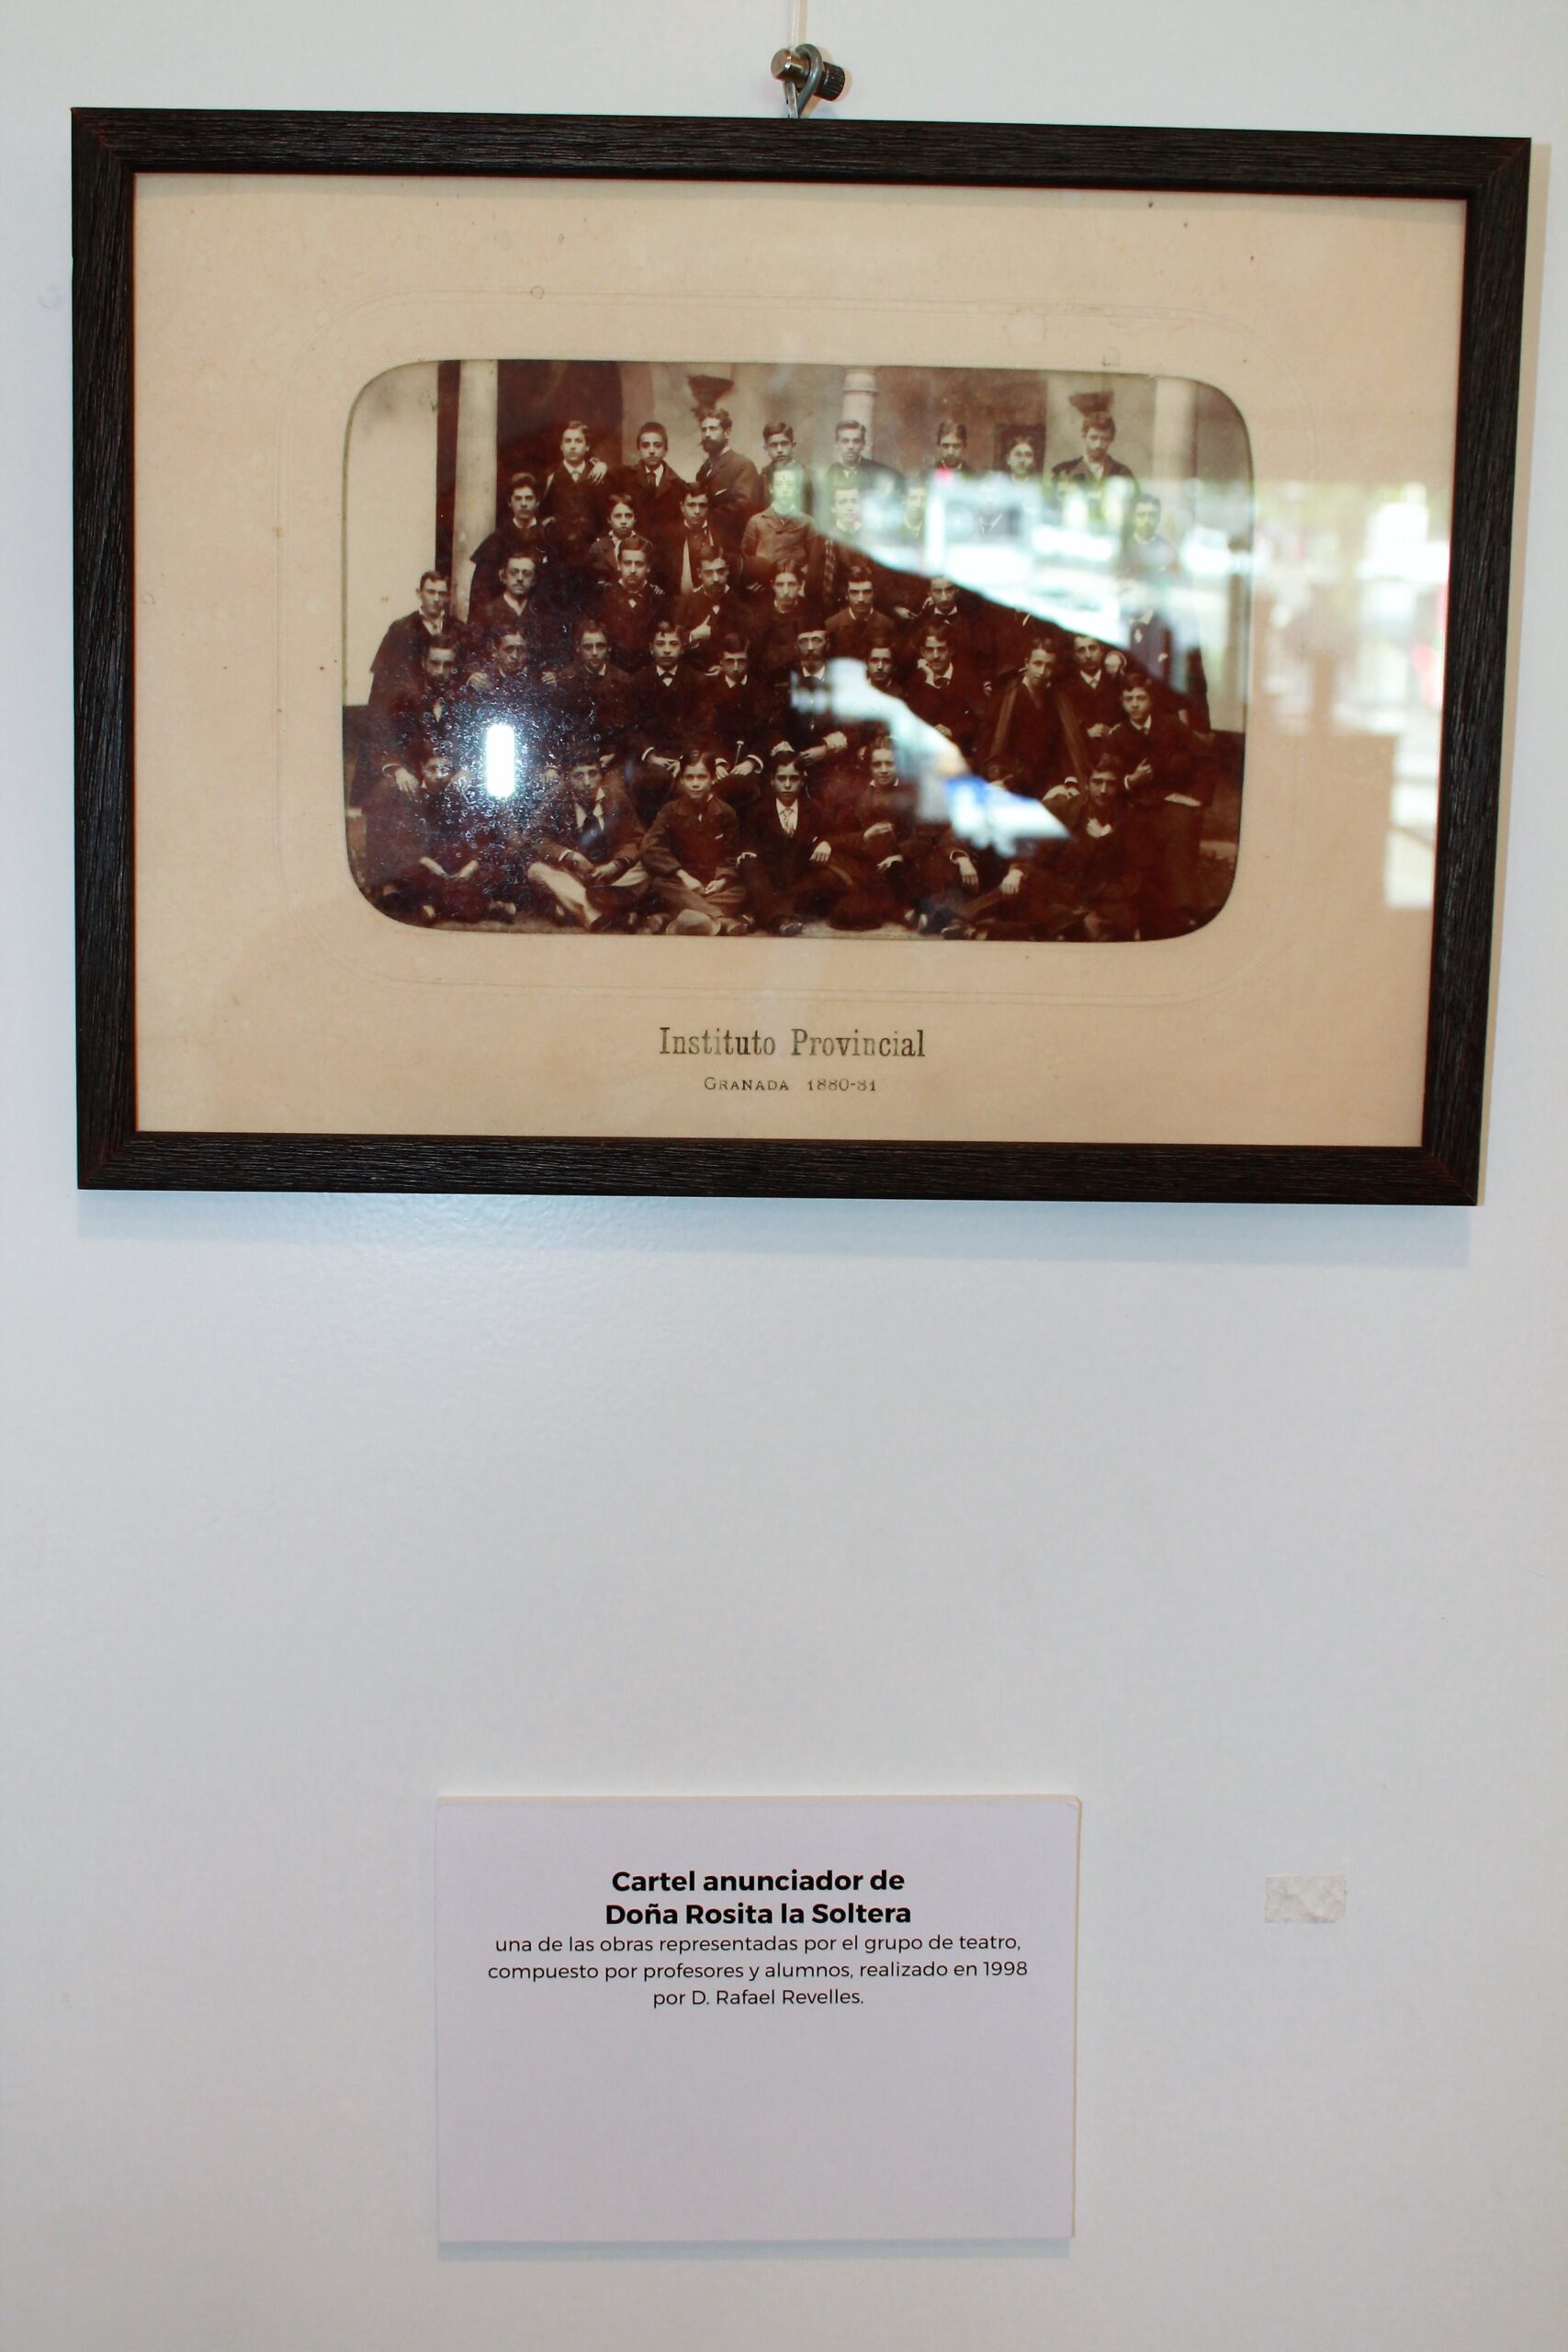 Instituto Provincial
GRANADA 1880-81
Cartel anunciador de
Doña Rosita la Soltera
una de las obras representadas por el grupo de teatro,
compuesto por profesores y alumnos, realizado en 1998
por D. Rafael Revelles.